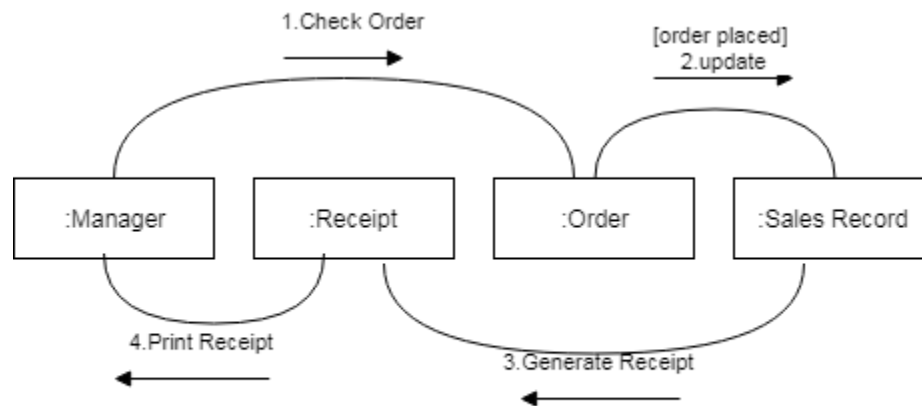 1.Check Order
[order placed]
2.update
:Manager
:Receipt
:Order
:Sales Record
4.Print Receipt
3.Generate Receipt